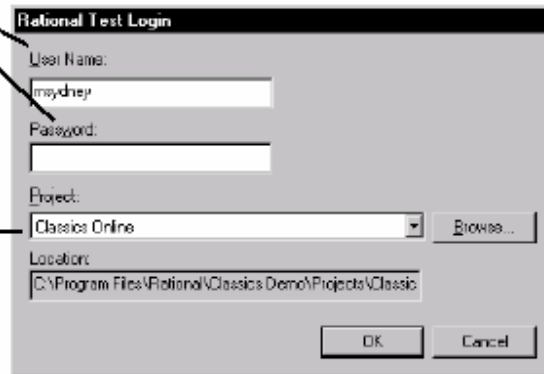 Rational Test Login
User Name:
msydney
Password:
Project:
Classics Online
Browse...
Location:
C:\Program Files\Rational\Classics Demo\Projects\Classic
OK
Cancel